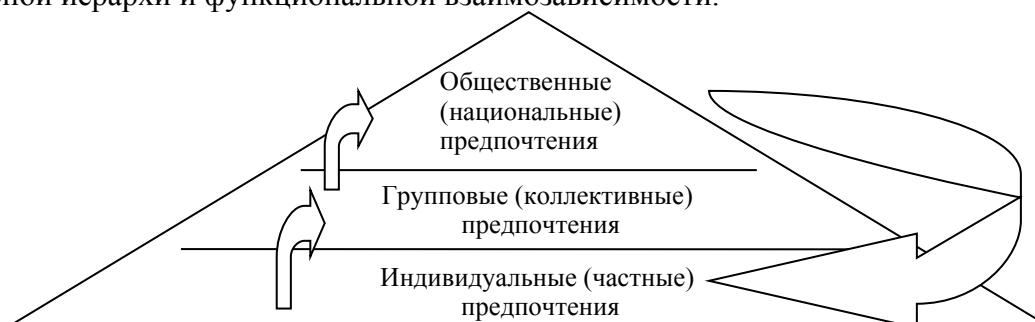 ной иерархи и функциональной взаимозависимости.
Общественные
(национальные)
предпочтения
Групповые (коллективные)
предпочтения
Индивидуальные (частные)
предпочтения